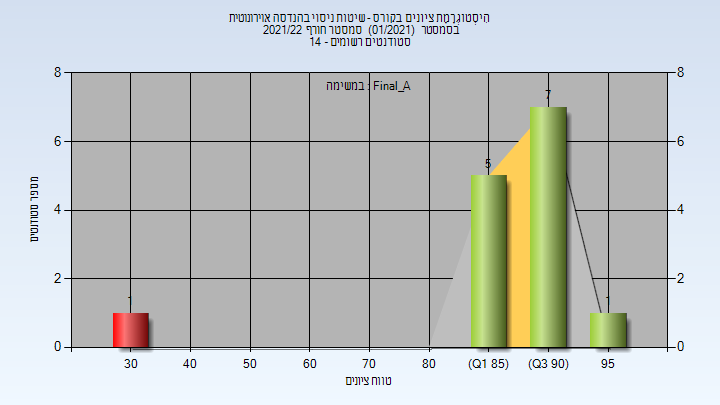 היסטוגרמת ציונים בקורס - שיטות ניסוי בהנדסה אוירונוטית
בסמסטר (01/2021) סמסטר חורף 2021/22
סטודנטים רשומים - 14
במשימה : Final_A
מספר סטודנטים
8 8
6 6
4 4
2 2
0 0
1 5 7 1
30 40 50 60 70 80 (Q1 85) (Q3 90) 95
טווח ציונים